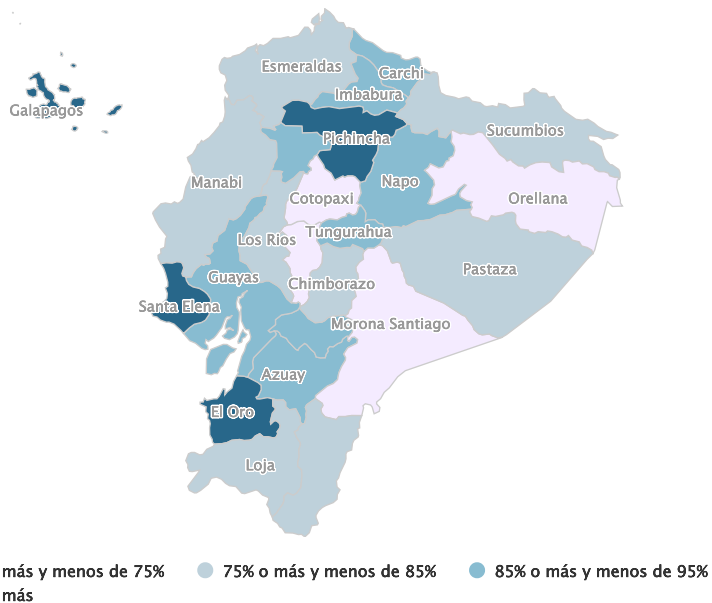 Esmeraldas
Carchi
Imbabura
Galapagos
Sucumbios
Pichincha
Manabi
Napo
Cotopaxi
Orellana
Tungurahua
Los Rios
Pastaza
Guayas
Chimborazo
Santa Elena
Morona Santiago
Azuay
El Oro
Loja
más y menos de 75% 75% o más y menos de 85% 85% o más y menos de 95%
más